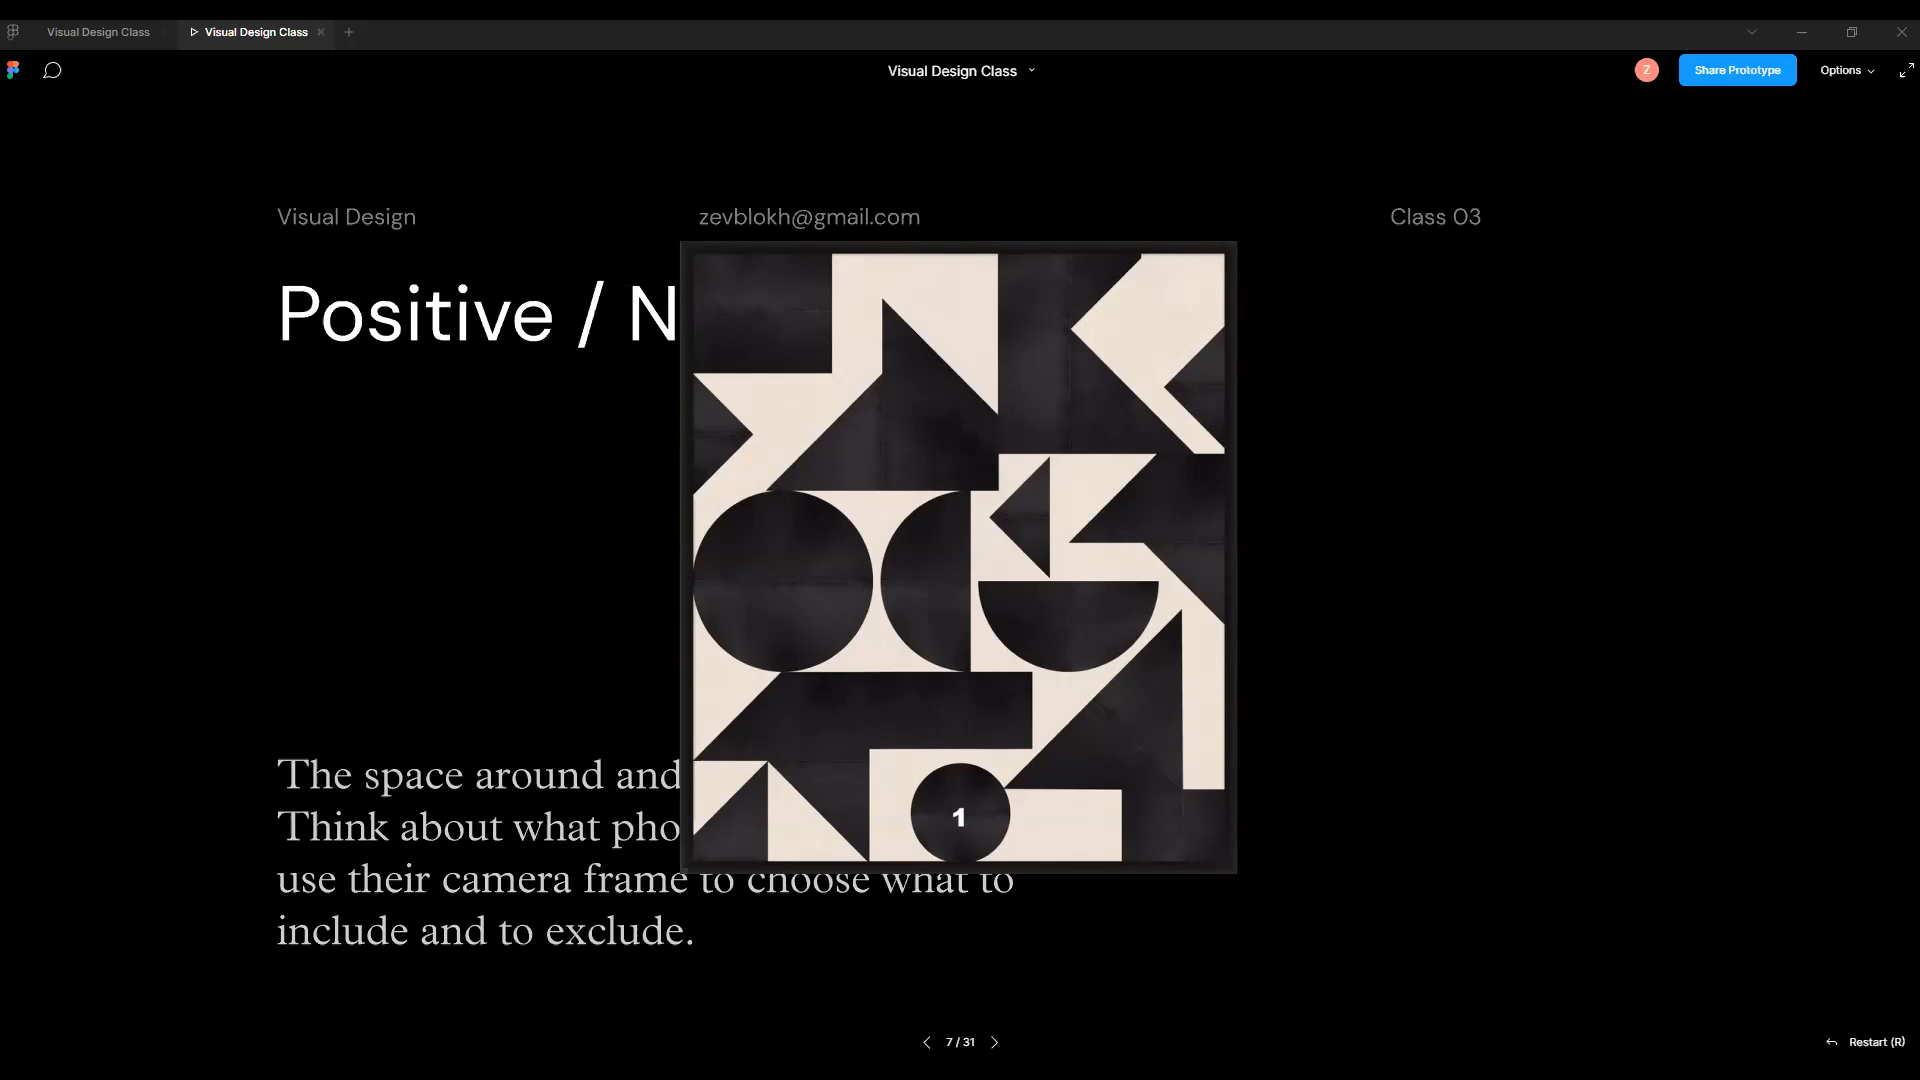 Visual Design Class
Visual Design Class
Visual Design Class
Z
Share Prototype
Options
Visual Design
zevblokh@gmail.com
Class 03
Positive / N
The space around and
Think about what pho
use their camera frame to choose what to
include and to exclude.
1
7 / 31
Restart (R)